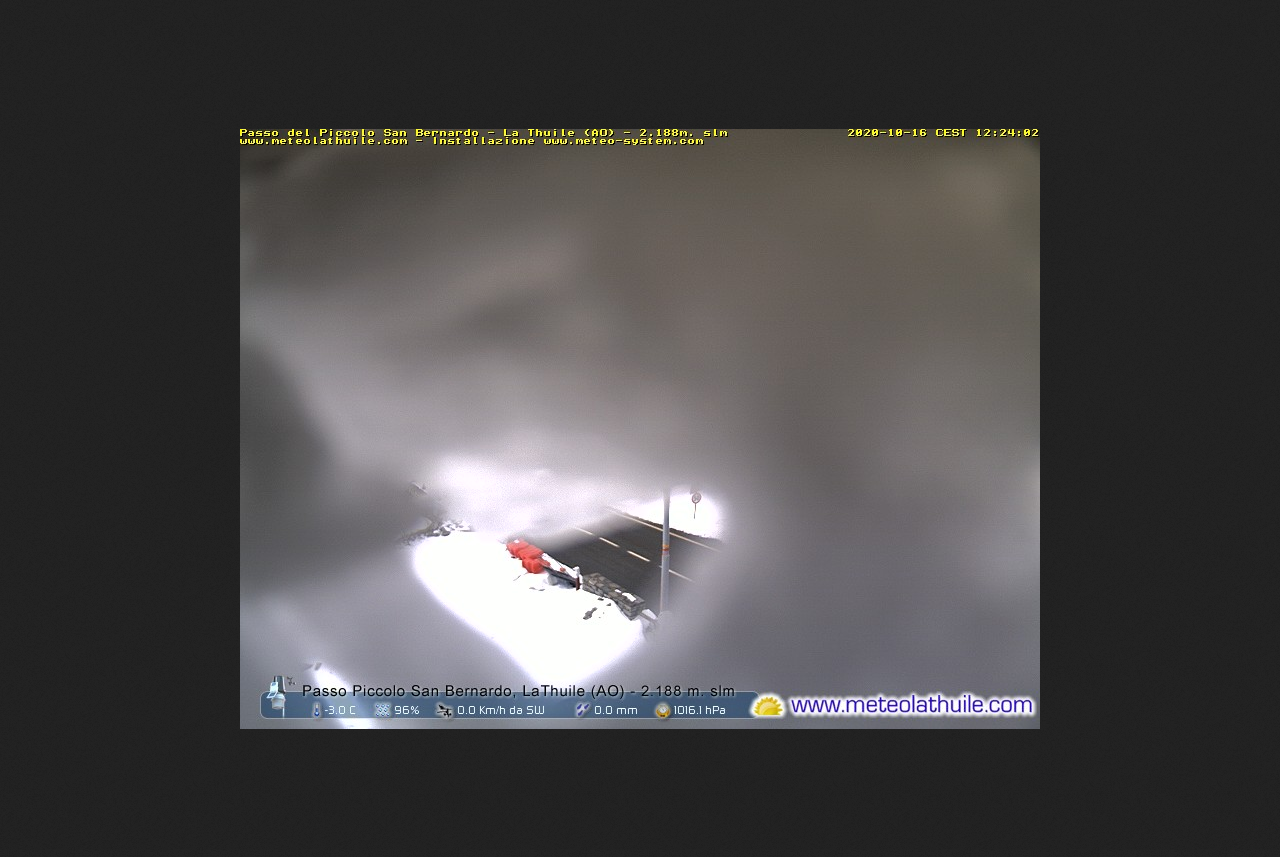 Passo del Piccolo San Bernardo - La Thuile (AO) - 2.188m. slm 2020-10-16 CEST 12:24:02
www.meteolathuile.com - Installazione www.meteo-system.com
Passo Piccolo San Bernardo, LaThuile (AO) - 2.188 m. slm
-3.0 C 96% 0.0 Km/h da SW 0.0 mm 1016.1 hPa
www.meteolathuile.com